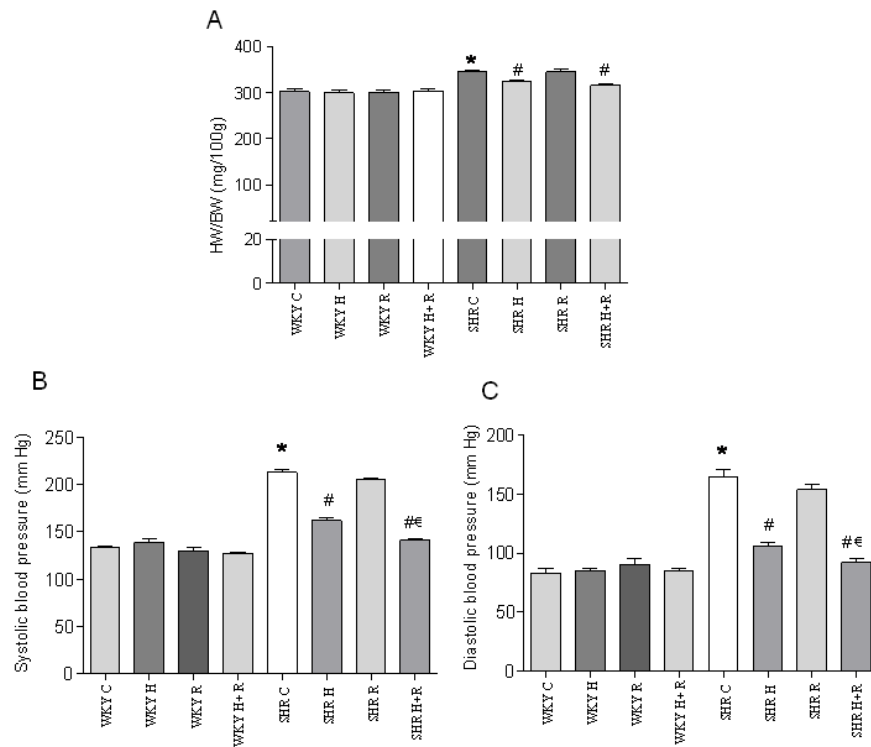 A
HW/BW (mg/100g)
400
300
200
100
20
0
WKY C
WKY H
WKY R
WKY H+ R
SHR C
SHR H
SHR R
SHR H+R
*
#
#
B
Systolic blood pressure (mm Hg)
250
200
150
100
50
0
WKY C
WKY H
WKY R
WKY H+ R
SHR C
SHR H
SHR R
SHR H+R
*
#
#€
C
Diastolic blood pressure (mm Hg)
200
150
100
50
0
WKY C
WKY H
WKY R
WKY H+ R
SHR C
SHR H
SHR R
SHR H+R
*
#
#€